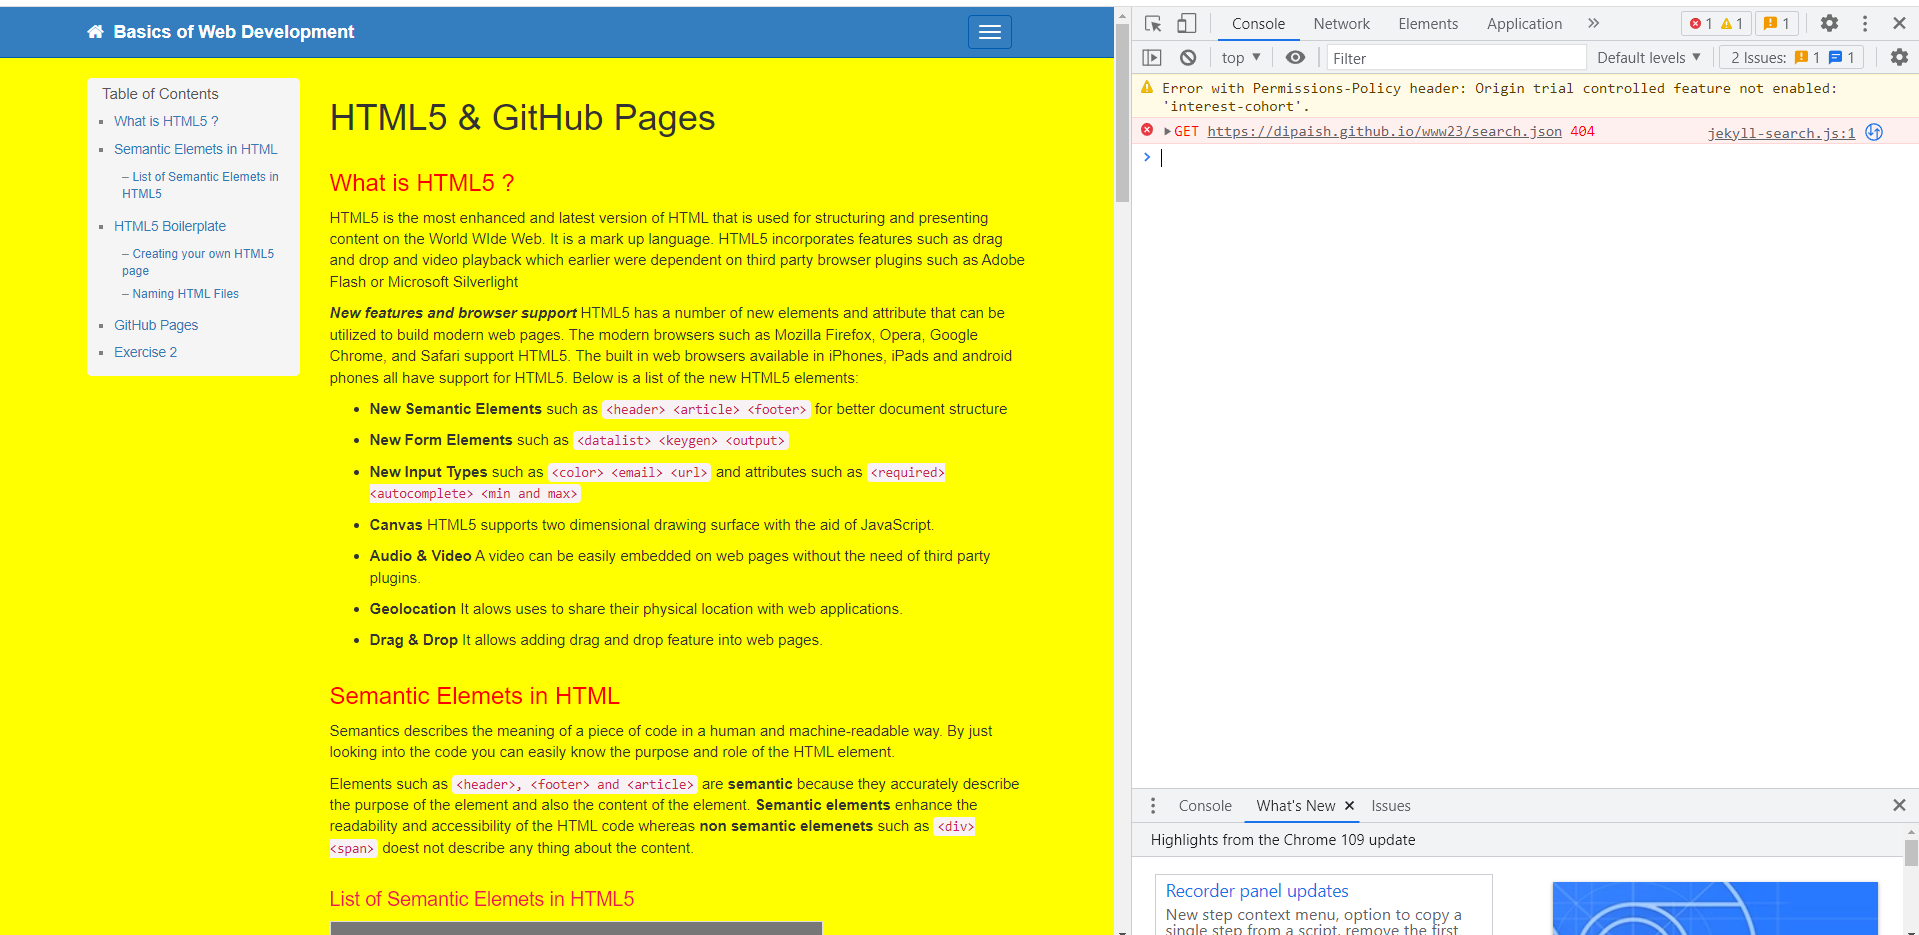 Basics of Web Development
Table of Contents
What is HTML5 ?
Semantic Elemets in HTML
– List of Semantic Elemets in
HTML5
HTML5 Boilerplate
– Creating your own HTML5
page
– Naming HTML Files
GitHub Pages
Exercise 2
HTML5 & GitHub Pages
What is HTML5 ?
HTML5 is the most enhanced and latest version of HTML that is used for structuring and presenting
content on the World WIde Web. It is a mark up language. HTML5 incorporates features such as drag
and drop and video playback which earlier were dependent on third party browser plugins such as Adobe
Flash or Microsoft Silverlight
New features and browser support HTML5 has a number of new elements and attribute that can be
utilized to build modern web pages. The modern browsers such as Mozilla Firefox, Opera, Google
Chrome, and Safari support HTML5. The built in web browsers available in iPhones, iPads and android
phones all have support for HTML5. Below is a list of the new HTML5 elements:
• New Semantic Elements such as <header> <article> <footer> for better document structure
• New Form Elements such as <datalist> <keygen> <output>
• New Input Types such as <color> <email> <url> and attributes such as <required>
<autocomplete> <min and max>
• Canvas HTML5 supports two dimensional drawing surface with the aid of JavaScript.
• Audio & Video A video can be easily embedded on web pages without the need of third party
plugins.
• Geolocation It alows uses to share their physical location with web applications.
• Drag & Drop It allows adding drag and drop feature into web pages.
Semantic Elemets in HTML
Semantics describes the meaning of a piece of code in a human and machine-readable way. By just
looking into the code you can easily know the purpose and role of the HTML element.
Elements such as <header>, <footer> and <article> are semantic because they accurately describe
the purpose of the element and also the content of the element. Semantic elements enhance the
readability and accessibility of the HTML code whereas non semantic elemenets such as <div>
<span> doest not describe any thing about the content.
List of Semantic Elemets in HTML5
Console Network Elements Application » 1 1 1
top Filter Default levels 2 Issues: 1 1
Error with Permissions-Policy header: Origin trial controlled feature not enabled:
'interest-cohort'.
GET https://dipaish.github.io/www23/search.json 404 jekyll-search.js:1
>
Console What's New × Issues
Highlights from the Chrome 109 update
Recorder panel updates
New step context menu, option to copy a
single step from a script, remove the first